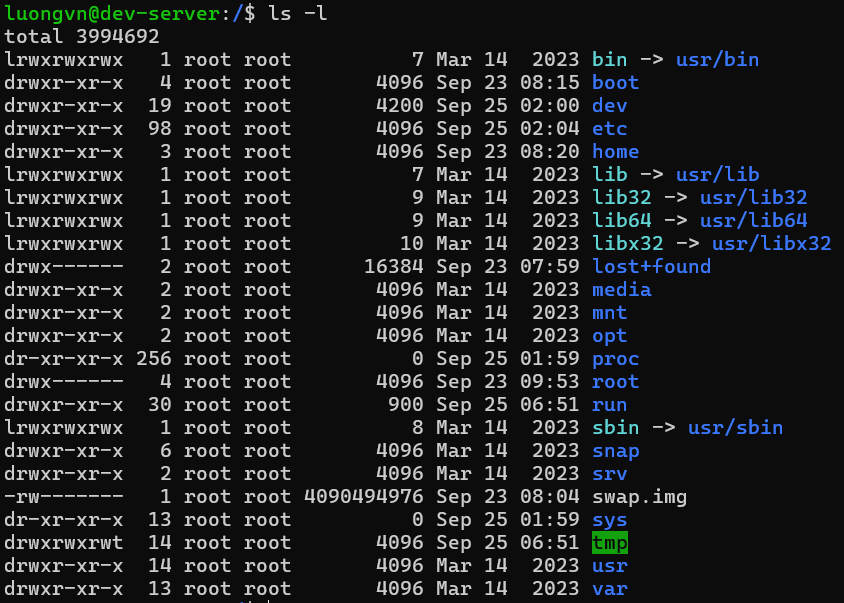 luongvn@dev-server:/$ ls -l
total 3994692
lrwxrwxrwx   1 root root          7 Mar 14  2023 bin -> usr/bin
drwxr-xr-x   4 root root       4096 Sep 23 08:15 boot
drwxr-xr-x  19 root root       4200 Sep 25 02:00 dev
drwxr-xr-x  98 root root       4096 Sep 25 02:04 etc
drwxr-xr-x   3 root root       4096 Sep 23 08:20 home
lrwxrwxrwx   1 root root          7 Mar 14  2023 lib -> usr/lib
lrwxrwxrwx   1 root root          9 Mar 14  2023 lib32 -> usr/lib32
lrwxrwxrwx   1 root root          9 Mar 14  2023 lib64 -> usr/lib64
lrwxrwxrwx   1 root root         10 Mar 14  2023 libx32 -> usr/libx32
drwx------   2 root root      16384 Sep 23 07:59 lost+found
drwxr-xr-x   2 root root       4096 Mar 14  2023 media
drwxr-xr-x   2 root root       4096 Mar 14  2023 mnt
drwxr-xr-x   2 root root       4096 Mar 14  2023 opt
dr-xr-xr-x 256 root root          0 Sep 25 01:59 proc
drwx------   4 root root       4096 Sep 23 09:53 root
drwxr-xr-x  30 root root        900 Sep 25 06:51 run
lrwxrwxrwx   1 root root          8 Mar 14  2023 sbin -> usr/sbin
drwxr-xr-x   6 root root       4096 Mar 14  2023 snap
drwxr-xr-x   2 root root       4096 Mar 14  2023 srv
-rw-------   1 root root 4090494976 Sep 23 08:04 swap.img
dr-xr-xr-x  13 root root          0 Sep 25 01:59 sys
drwxrwxrwt  14 root root       4096 Sep 25 06:51 tmp
drwxr-xr-x  14 root root       4096 Mar 14  2023 usr
drwxr-xr-x  13 root root       4096 Mar 14  2023 var